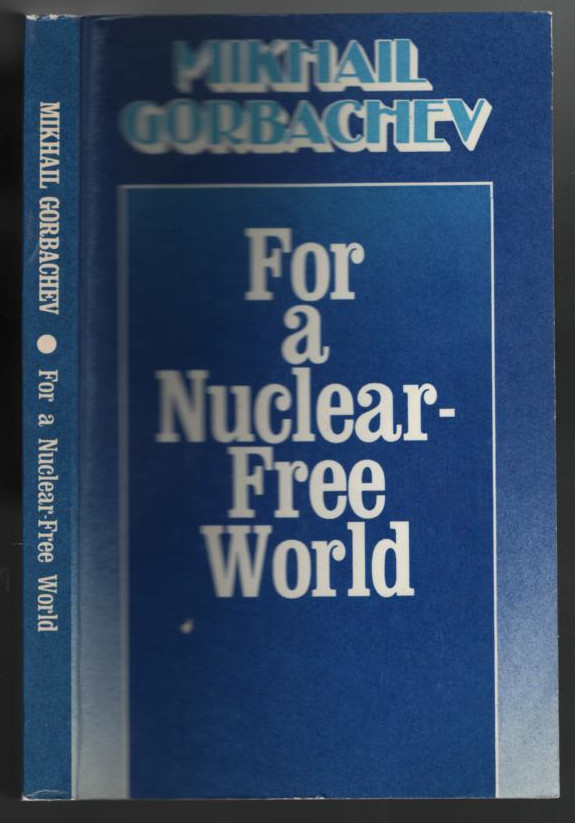 MIKHAIL
GORBACHEV
For
a
Nuclear-
Free
World
MIKHAIL GORBACHEV ● For a Nuclear-Free World